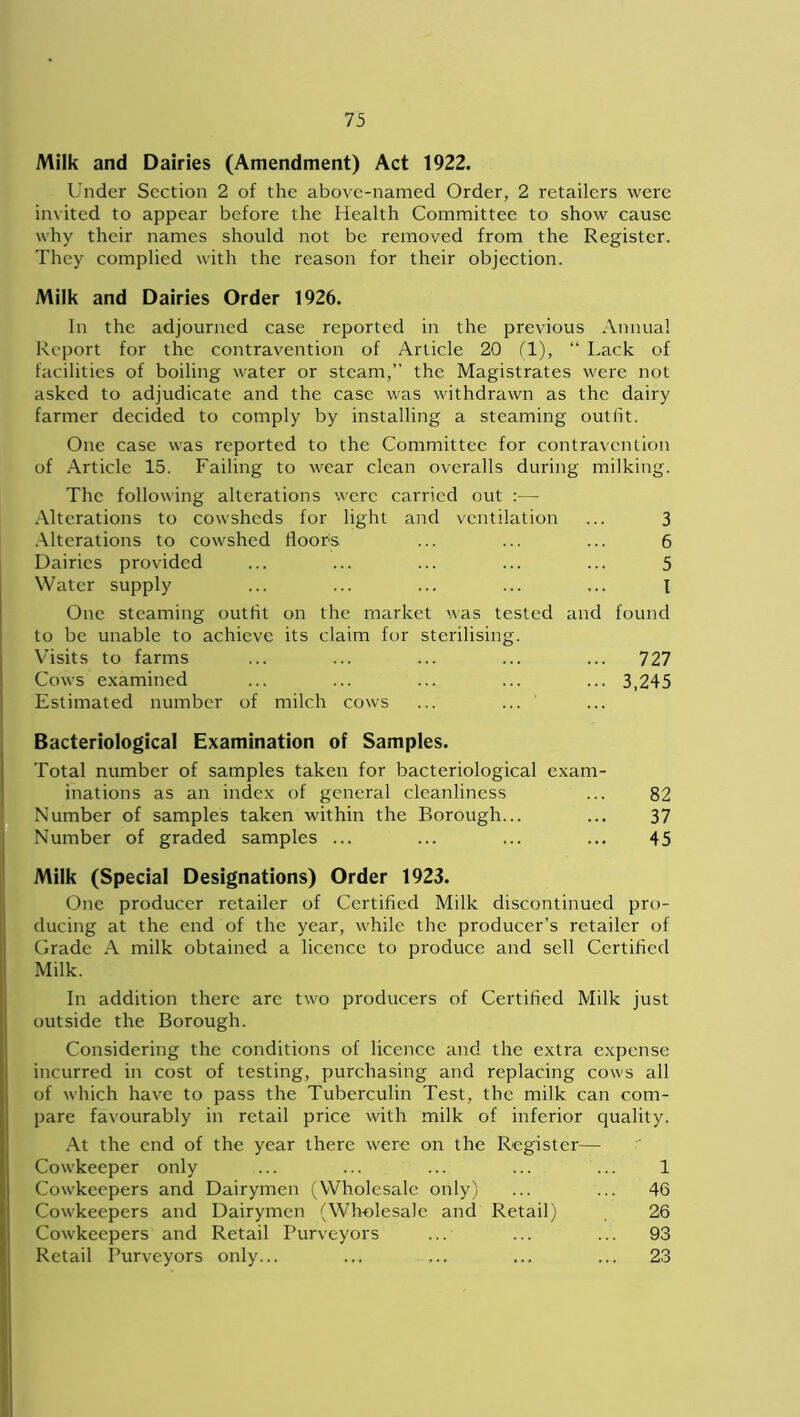 75
Milk and Dairies (Amendment) Act 1922.
Under Section 2 of the above-named Order, 2 retailers were
invited to appear before the Health Committee to show cause
why their names should not be removed from the Register.
They complied with the reason for their objection.
Milk and Dairies Order 1926.
In the adjourned case reported in the previous Annual
Report for the contravention of Article 20 (1), “ Lack of
facilities of boiling water or steam,” the Magistrates were not
asked to adjudicate and the case was withdrawn as the dairy
farmer decided to comply by installing a steaming outfit.
One case was reported to the Committee for contravention
of Article 15. Failing to wear clean overalls during milking.
The following alterations were carried out :—
Alterations to cowsheds for light and ventilation ... 3
Alterations to cowshed floors ... ... ... 6
Dairies provided ... ... ... ... ... 5
Water supply ... ... ... ... ... 1
One steaming outfit on the market was tested and found
to be unable to achieve its claim for sterilising.
Visits to farms ... ... ... ... ... 727
Cows examined ... ... ... ... ... 3,245
Estimated number of milch cows ... ... ...
Bacteriological Examination of Samples.
Total number of samples taken for bacteriological exam-
inations as an index of general cleanliness ... 82
Number of samples taken within the Borough... ... 37
Number of graded samples ... ... ... ... 45
Milk (Special Designations) Order 1923.
One producer retailer of Certified Milk discontinued pro-
ducing at the end of the year, while the producer's retailer of
Grade A milk obtained a licence to produce and sell Certified
Milk.
In addition there are two producers of Certified Milk just
outside the Borough.
Considering the conditions of licence and the extra expense
incurred in cost of testing, purchasing and replacing cows all
of which have to pass the Tuberculin Test, the milk can com-
pare favourably in retail price with milk of inferior quality.
At the end of the year there were on the Register—
Cowkeeper only ... ... ... ... ... 1
Cowkeepers and Dairymen (Wholesale only) ... ... 46
Cowkeepers and Dairymen (Wholesale and Retail) 26
Cowkeepers and Retail Purveyors ... ... ... 93
Retail Purveyors only... ... ... ... ... 23